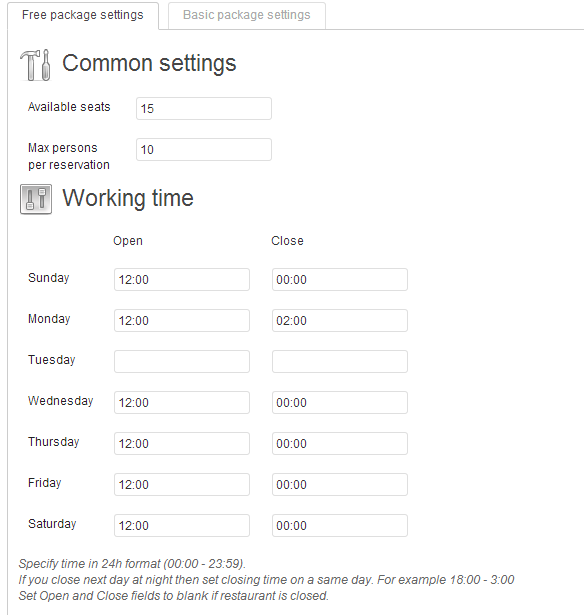 Free package settings Basic package settings
Common settings
Available seats 15
Max persons 10
per reservation
Working time
Open Close
Sunday 12:00 00:00
Monday 12:00 02:00
Tuesday
Wednesday 12:00 00:00
Thursday 12:00 00:00
Friday 12:00 00:00
Saturday 12:00 00:00
Specify time in 24h format (00:00 - 23:59).
If you close next day at night then set closing time on a same day. For example 18:00 - 3:00
Set Open and Close fields to blank if restaurant is closed.